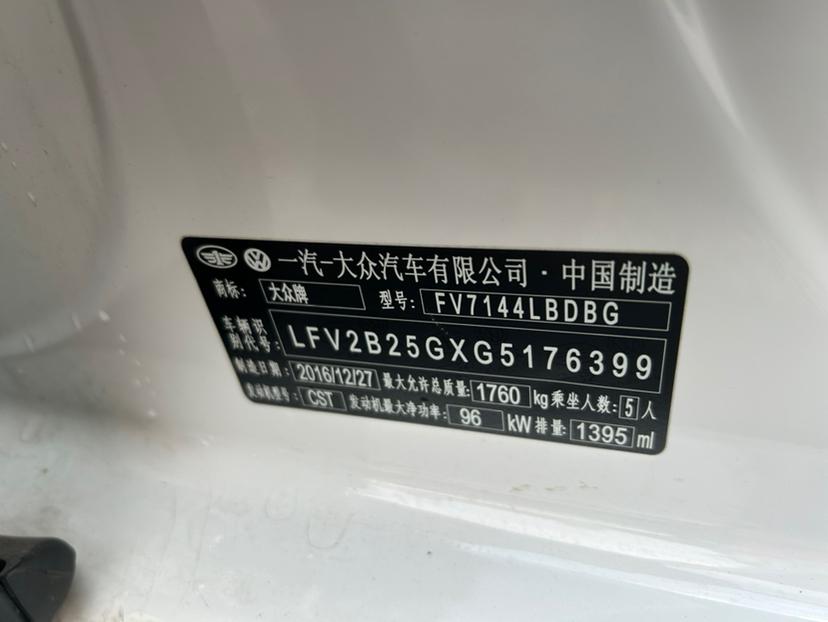 一汽-大众汽车有限公司·中国制造
商标: 大众牌 型号: FV7144LBDBG
车辆识别代号: LFV2B25GXG5176399
制造日期: 2016/12/27 最大允许总质量: 1760 kg 乘坐人数: 5 人
发动机型号: CST 发动机最大净功率: 96 kW 排量: 1395 ml